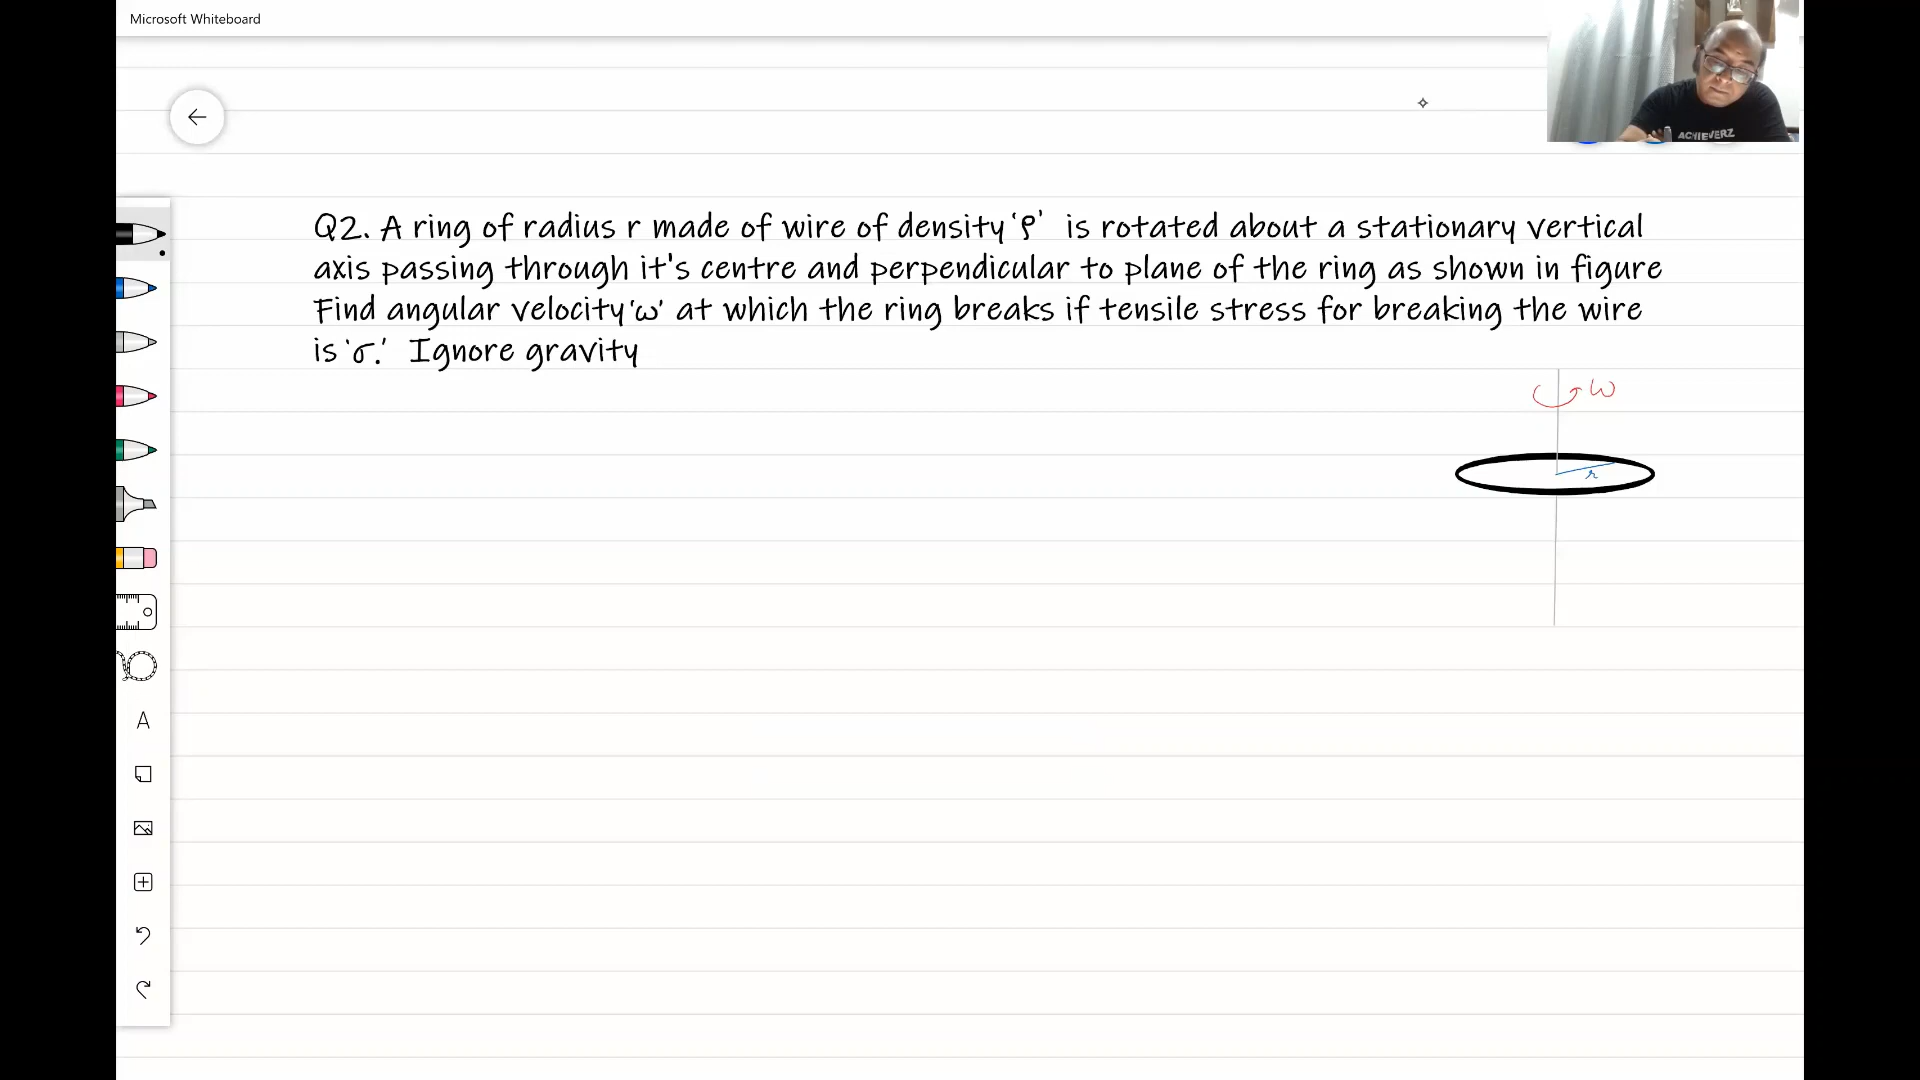 Microsoft Whiteboard
ACHIEVERZ
Q2. A ring of radius r made of wire of density 'ρ' is rotated about a stationary vertical
axis passing through it's centre and perpendicular to plane of the ring as shown in figure
Find angular velocity 'ω' at which the ring breaks if tensile stress for breaking the wire
is 'σ.' Ignore gravity
ω
r
A